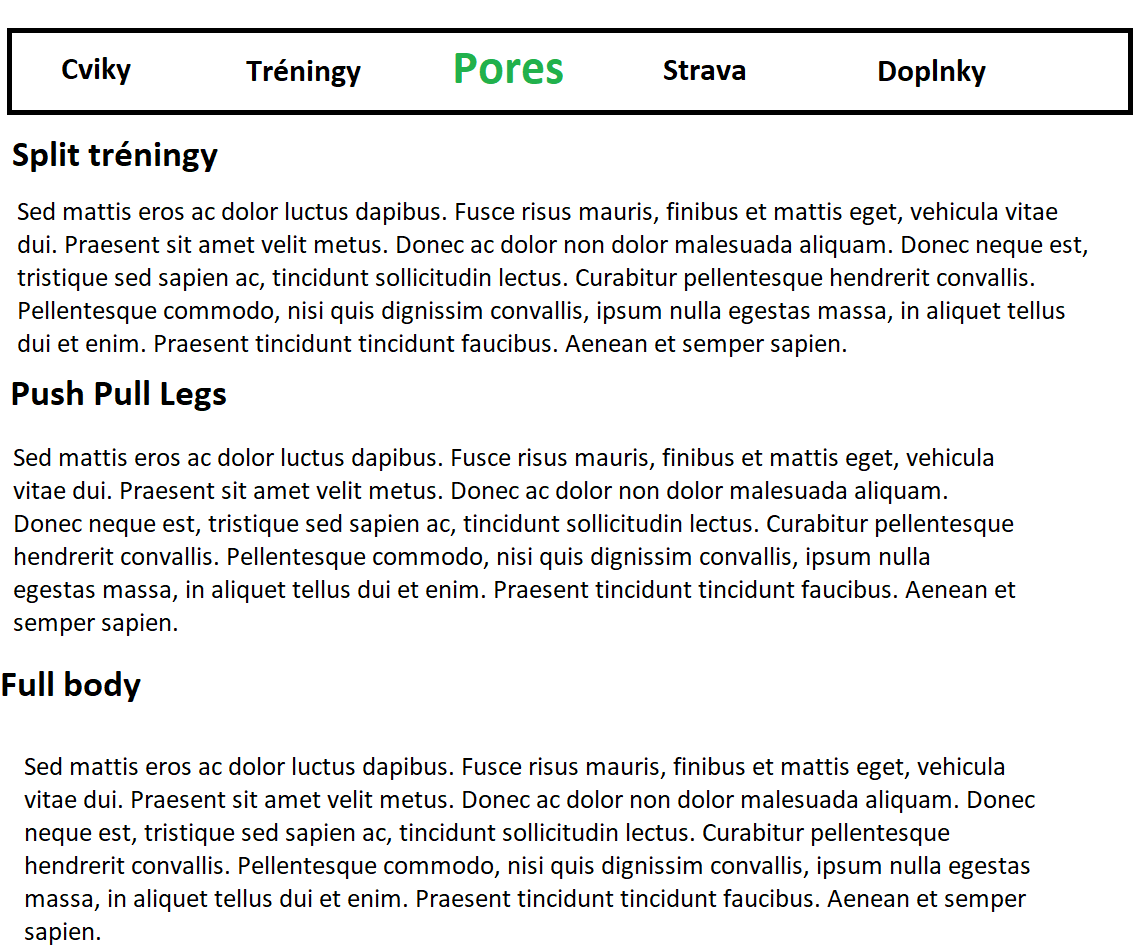 Cviky Tréningy Pores Strava Doplnky
Split tréningy
Sed mattis eros ac dolor luctus dapibus. Fusce risus mauris, finibus et mattis eget, vehicula vitae
dui. Praesent sit amet velit metus. Donec ac dolor non dolor malesuada aliquam. Donec neque est,
tristique sed sapien ac, tincidunt sollicitudin lectus. Curabitur pellentesque hendrerit convallis.
Pellentesque commodo, nisi quis dignissim convallis, ipsum nulla egestas massa, in aliquet tellus
dui et enim. Praesent tincidunt tincidunt faucibus. Aenean et semper sapien.
Push Pull Legs
Sed mattis eros ac dolor luctus dapibus. Fusce risus mauris, finibus et mattis eget, vehicula
vitae dui. Praesent sit amet velit metus. Donec ac dolor non dolor malesuada aliquam.
Donec neque est, tristique sed sapien ac, tincidunt sollicitudin lectus. Curabitur pellentesque
hendrerit convallis. Pellentesque commodo, nisi quis dignissim convallis, ipsum nulla
egestas massa, in aliquet tellus dui et enim. Praesent tincidunt tincidunt faucibus. Aenean et
semper sapien.
Full body
Sed mattis eros ac dolor luctus dapibus. Fusce risus mauris, finibus et mattis eget, vehicula
vitae dui. Praesent sit amet velit metus. Donec ac dolor non dolor malesuada aliquam. Donec
neque est, tristique sed sapien ac, tincidunt sollicitudin lectus. Curabitur pellentesque
hendrerit convallis. Pellentesque commodo, nisi quis dignissim convallis, ipsum nulla egestas
massa, in aliquet tellus dui et enim. Praesent tincidunt tincidunt faucibus. Aenean et semper
sapien.